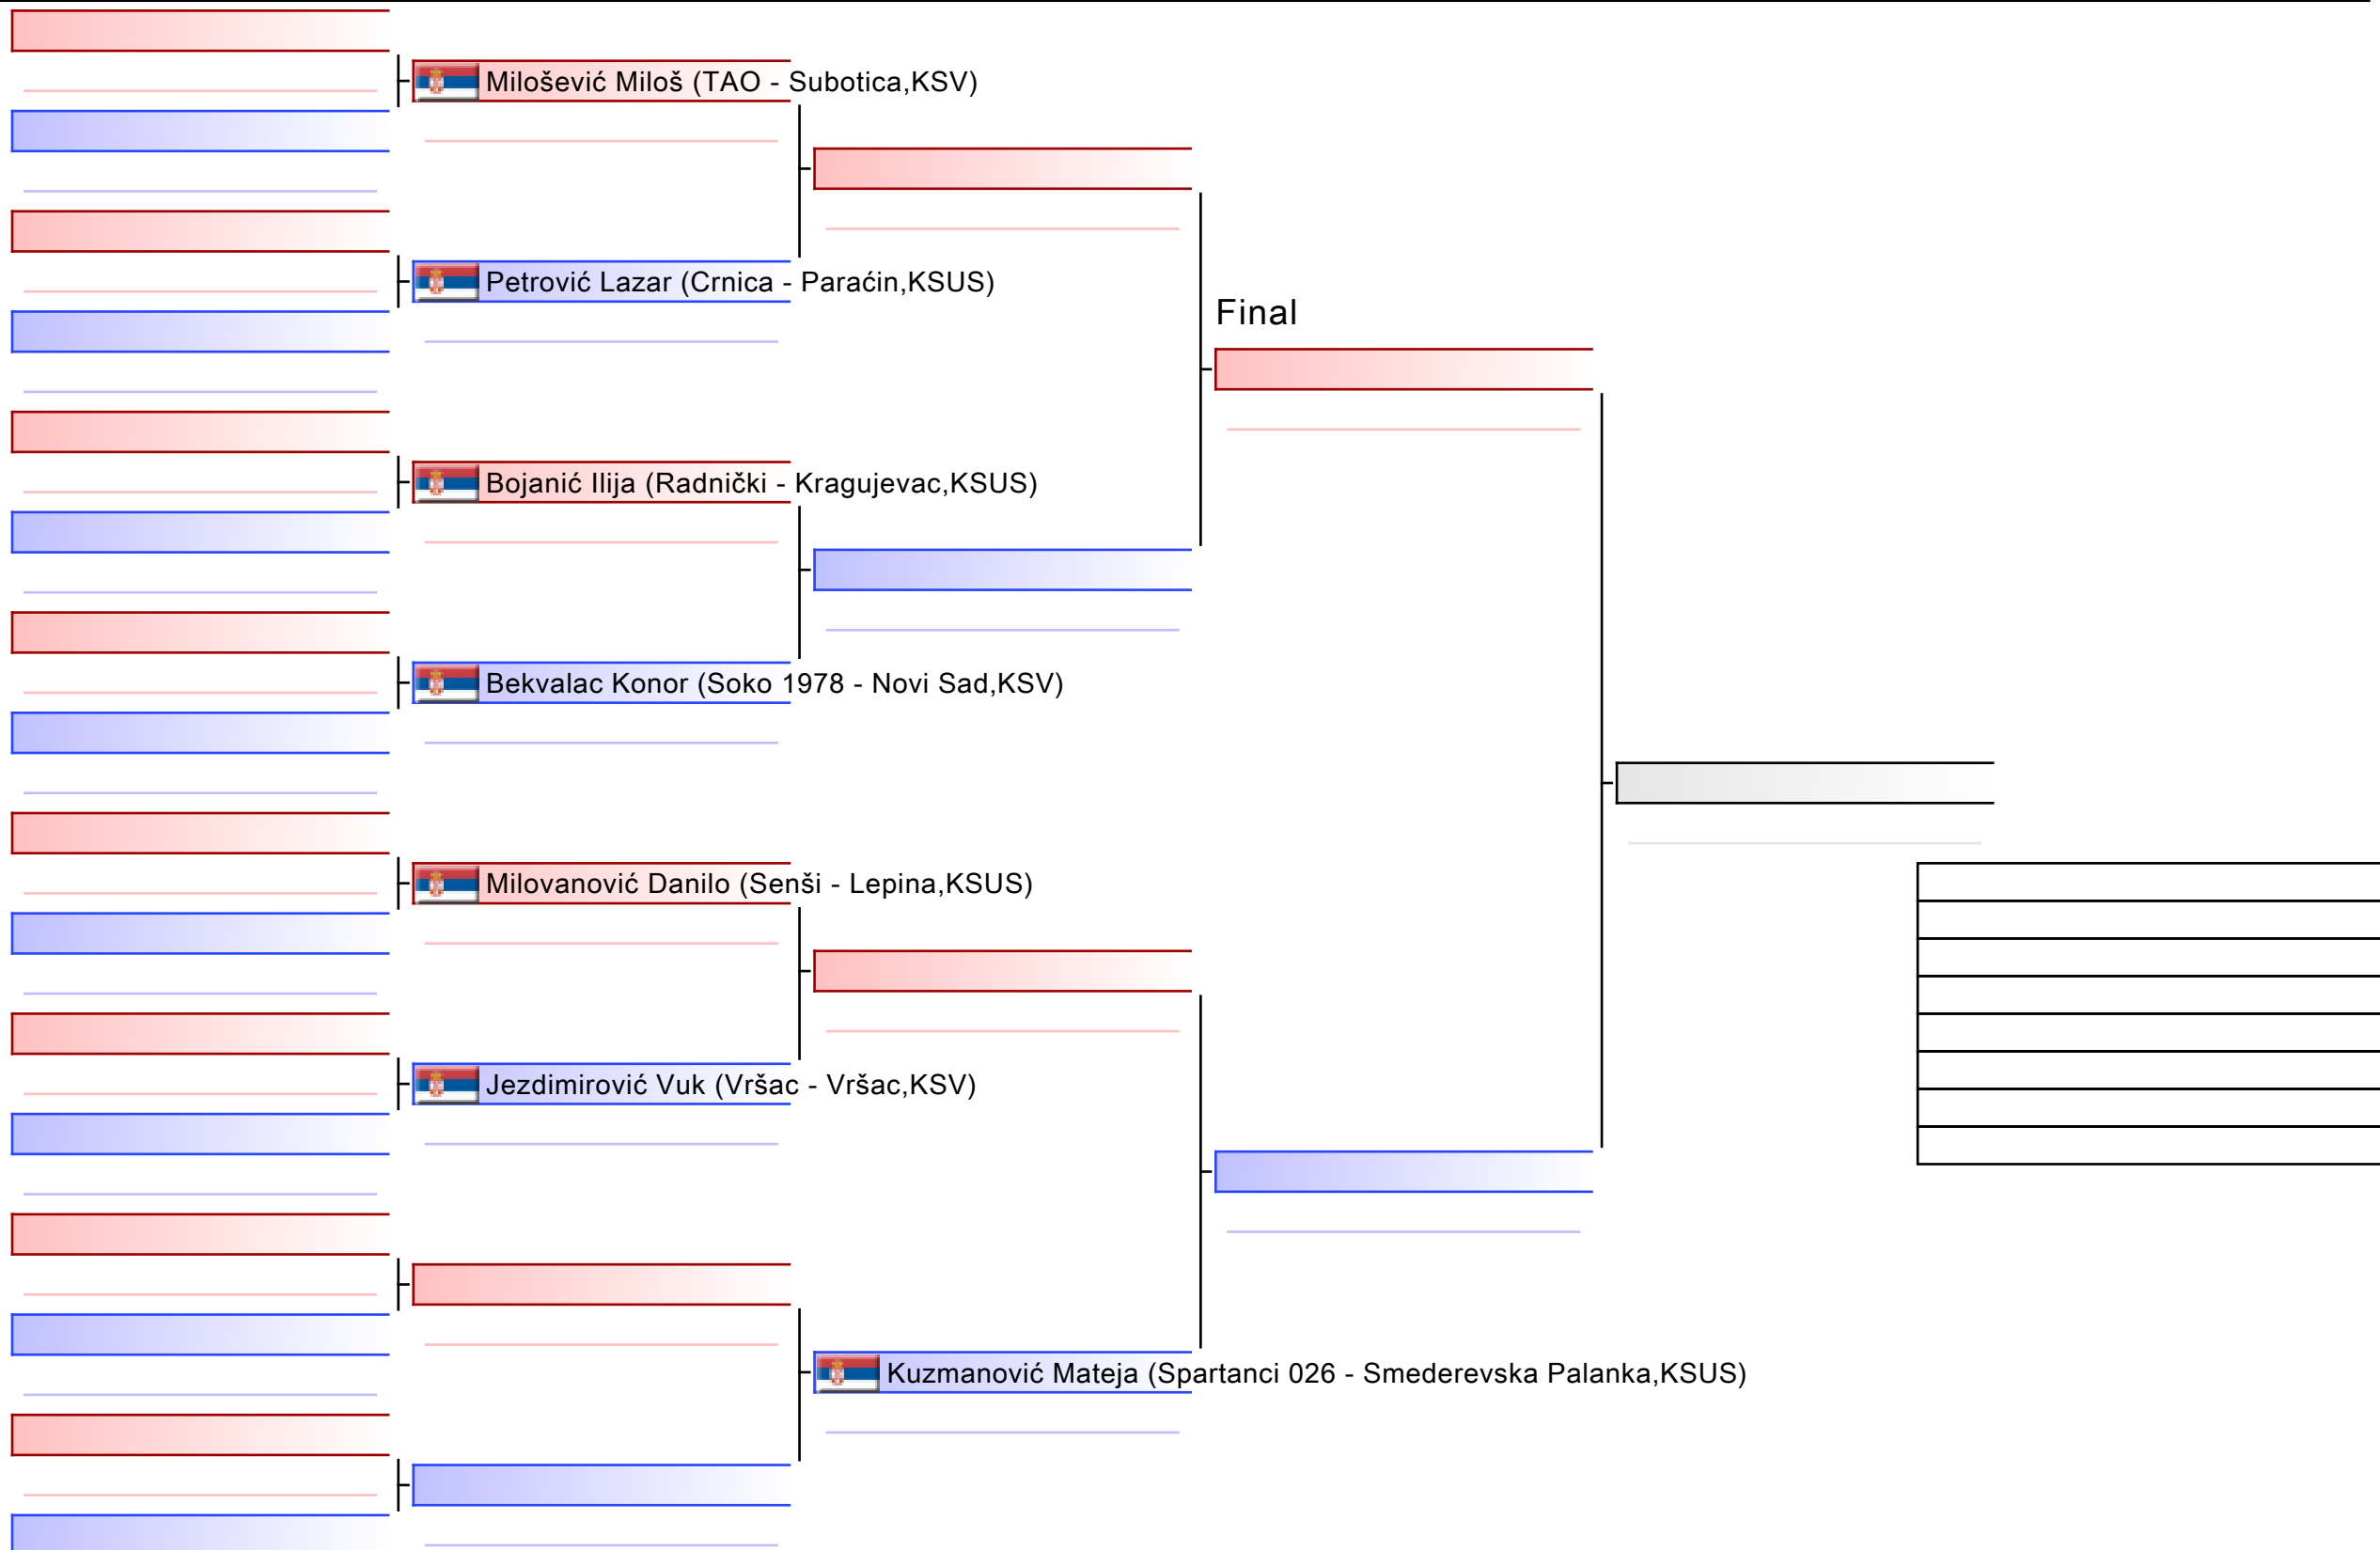 Milošević Miloš (TAO - Subotica,KSV)
Petrović Lazar (Crnica - Paraćin,KSUS)
Final
Bojanić Ilija (Radnički - Kragujevac,KSUS)
Bekvalac Konor (Soko 1978 - Novi Sad,KSV)
Milovanović Danilo (Senši - Lepina,KSUS)
Jezdimirović Vuk (Vršac - Vršac,KSV)
Kuzmanović Mateja (Spartanci 026 - Smederevska Palanka,KSUS)